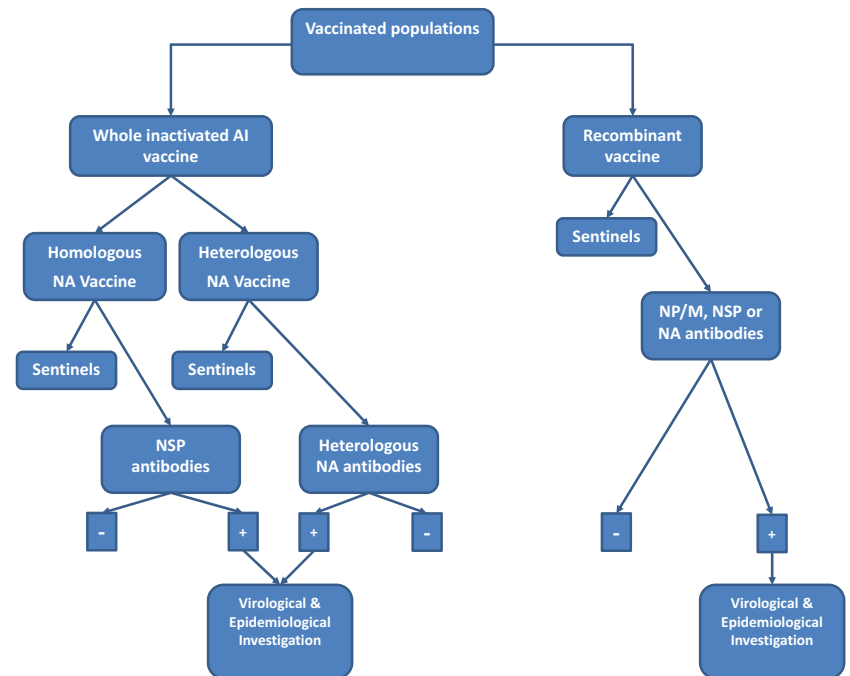 Vaccinated populations
Whole inactivated AI
vaccine
Recombinant
vaccine
Homologous
NA Vaccine
Heterologous
NA Vaccine
Sentinels
NP/M, NSP or
NA antibodies
Sentinels
Sentinels
NSP
antibodies
Heterologous
NA antibodies
-
+
+
-
-
+
Virological &
Epidemiological
Investigation
Virological &
Epidemiological
Investigation